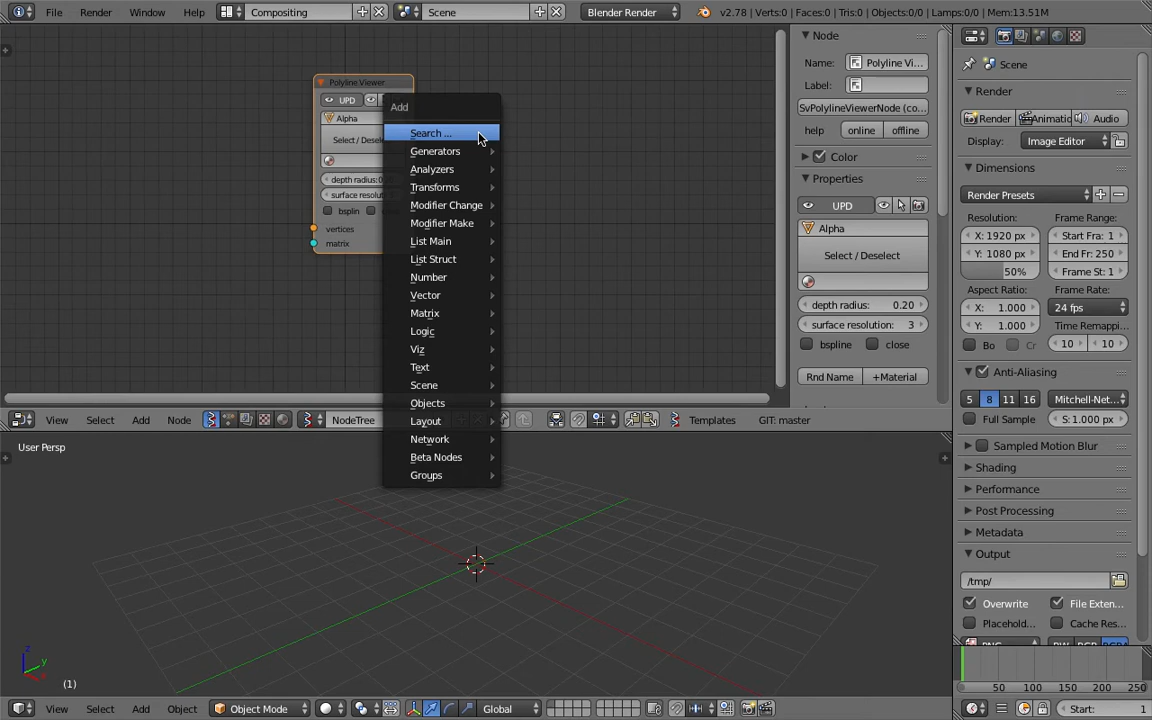 File Render Window Help Compositing Scene Blender Render v2.78 | Verts:0 | Faces:0 | Tris:0 | Objects:0/0 | Lamps:0/0 | Mem:13.51M
Polyline Viewer
UPD
Alpha
Select / Desele
depth radius:
surface resolu
bsplin
vertices
matrix
Add
Search ...
Generators
Analyzers
Transforms
Modifier Change
Modifier Make
List Main
List Struct
Number
Vector
Matrix
Logic
Viz
Text
Scene
Objects
Layout
Network
Beta Nodes
Groups
Node
Name: Polyline Vi...
Label:
SvPolylineViewerNode (co...
help online offline
Color
Properties
UPD
Alpha
Select / Deselect
depth radius: 0.20
surface resolution: 3
bspline close
Rnd Name +Material
View Select Add Node NodeTree Templates GIT: master
User Persp
(1)
View Select Add Object Object Mode Global
Scene
Render
Render Animatic Audio
Display: Image Editor
Dimensions
Render Presets
Resolution: Frame Range:
X: 1920 px Start Fra: 1
Y: 1080 px End Fr: 250
50% Frame St: 1
Aspect Ratio: Frame Rate:
X: 1.000 24 fps
Y: 1.000 Time Remappi...
Bo Cr 10 10
Anti-Aliasing
5 8 11 16 Mitchell-Net...
Full Sample S: 1.000 px
Sampled Motion Blur
Shading
Performance
Post Processing
Metadata
Output
/tmp/
Overwrite File Exten...
Placehold... Cache Res...
0 50 100 150 200 250
Start: 1